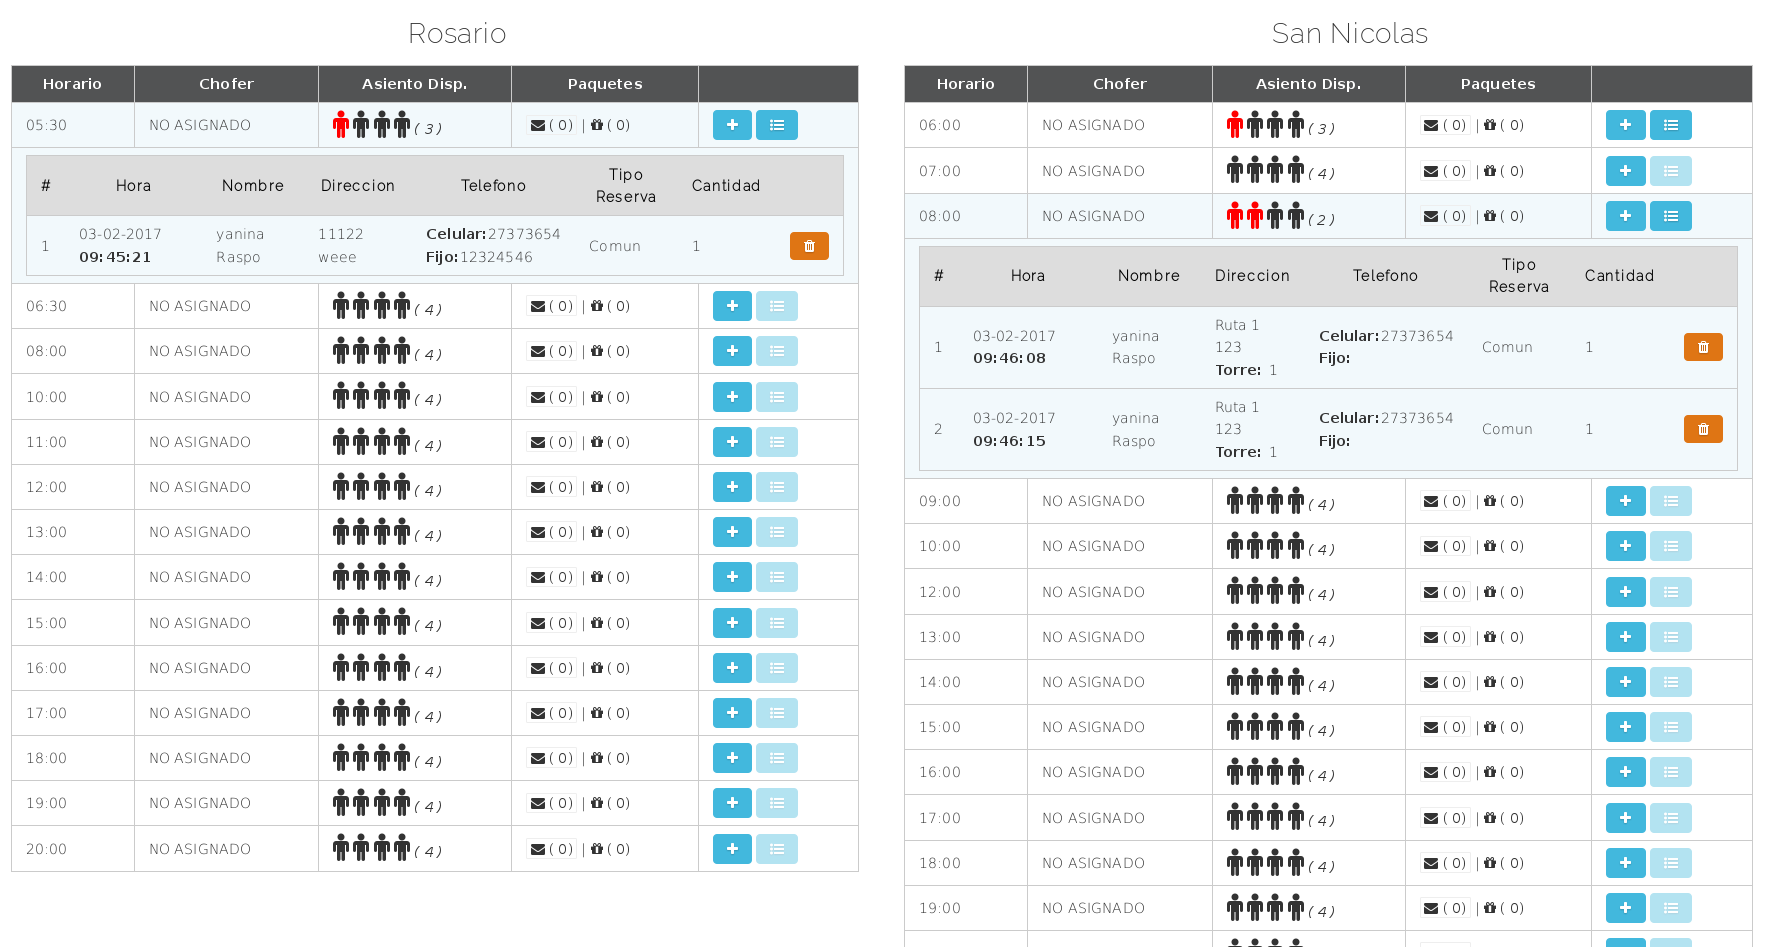 Rosario
Horario Chofer Asiento Disp. Paquetes
05:30 NO ASIGNADO ( 3 ) ( 0) | ( 0)
# Hora Nombre Direccion Telefono Tipo Reserva Cantidad
1 03-02-2017 09:45:21 yanina Raspo 11122 weee Celular:27373654 Fijo:12324546 Comun 1
06:30 NO ASIGNADO ( 4 ) ( 0) | ( 0)
08:00 NO ASIGNADO ( 4 ) ( 0) | ( 0)
10:00 NO ASIGNADO ( 4 ) ( 0) | ( 0)
11:00 NO ASIGNADO ( 4 ) ( 0) | ( 0)
12:00 NO ASIGNADO ( 4 ) ( 0) | ( 0)
13:00 NO ASIGNADO ( 4 ) ( 0) | ( 0)
14:00 NO ASIGNADO ( 4 ) ( 0) | ( 0)
15:00 NO ASIGNADO ( 4 ) ( 0) | ( 0)
16:00 NO ASIGNADO ( 4 ) ( 0) | ( 0)
17:00 NO ASIGNADO ( 4 ) ( 0) | ( 0)
18:00 NO ASIGNADO ( 4 ) ( 0) | ( 0)
19:00 NO ASIGNADO ( 4 ) ( 0) | ( 0)
20:00 NO ASIGNADO ( 4 ) ( 0) | ( 0)
San Nicolas
Horario Chofer Asiento Disp. Paquetes
06:00 NO ASIGNADO ( 3 ) ( 0) | ( 0)
07:00 NO ASIGNADO ( 4 ) ( 0) | ( 0)
08:00 NO ASIGNADO ( 2 ) ( 0) | ( 0)
# Hora Nombre Direccion Telefono Tipo Reserva Cantidad
1 03-02-2017 09:46:08 yanina Raspo Ruta 1 123 Torre: 1 Celular:27373654 Fijo: Comun 1
2 03-02-2017 09:46:15 yanina Raspo Ruta 1 123 Torre: 1 Celular:27373654 Fijo: Comun 1
09:00 NO ASIGNADO ( 4 ) ( 0) | ( 0)
10:00 NO ASIGNADO ( 4 ) ( 0) | ( 0)
12:00 NO ASIGNADO ( 4 ) ( 0) | ( 0)
13:00 NO ASIGNADO ( 4 ) ( 0) | ( 0)
14:00 NO ASIGNADO ( 4 ) ( 0) | ( 0)
15:00 NO ASIGNADO ( 4 ) ( 0) | ( 0)
16:00 NO ASIGNADO ( 4 ) ( 0) | ( 0)
17:00 NO ASIGNADO ( 4 ) ( 0) | ( 0)
18:00 NO ASIGNADO ( 4 ) ( 0) | ( 0)
19:00 NO ASIGNADO ( 4 ) ( 0) | ( 0)